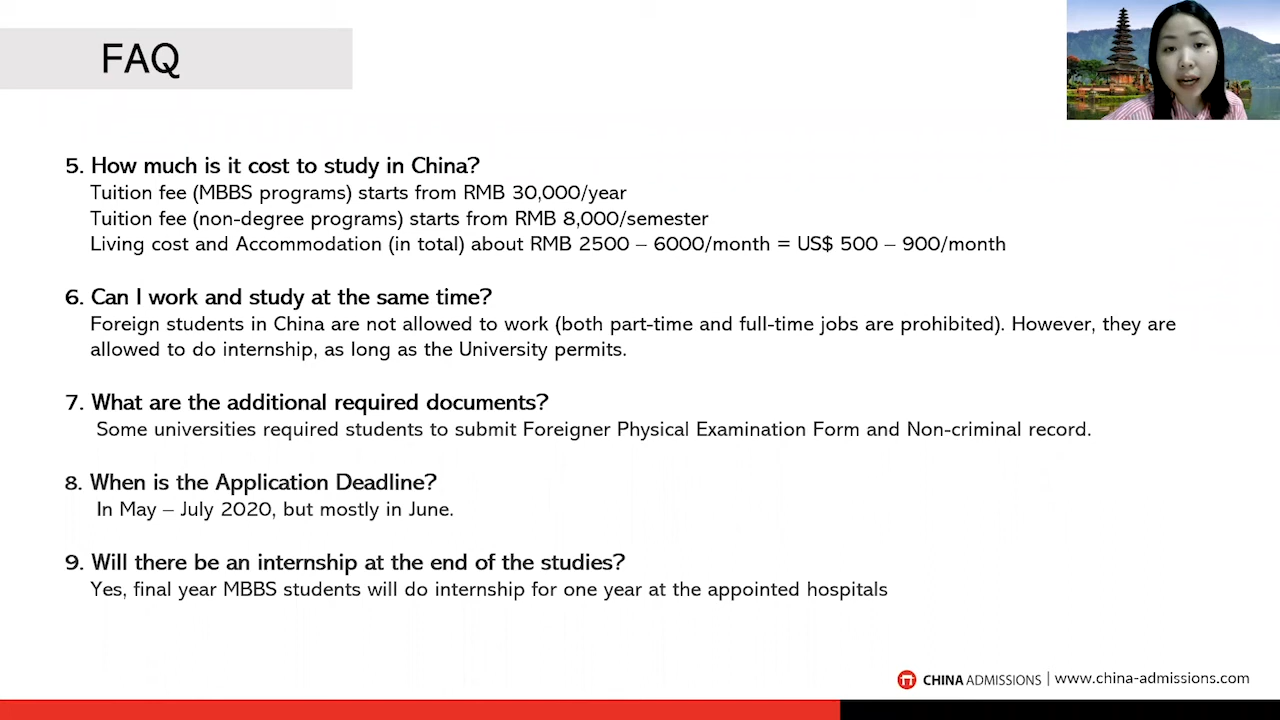 FAQ
5. How much is it cost to study in China?
Tuition fee (MBBS programs) starts from RMB 30,000/year
Tuition fee (non-degree programs) starts from RMB 8,000/semester
Living cost and Accommodation (in total) about RMB 2500 – 6000/month = US$ 500 – 900/month
6. Can I work and study at the same time?
Foreign students in China are not allowed to work (both part-time and full-time jobs are prohibited). However, they are
allowed to do internship, as long as the University permits.
7. What are the additional required documents?
Some universities required students to submit Foreigner Physical Examination Form and Non-criminal record.
8. When is the Application Deadline?
In May – July 2020, but mostly in June.
9. Will there be an internship at the end of the studies?
Yes, final year MBBS students will do internship for one year at the appointed hospitals
CHINA ADMISSIONS | www.china-admissions.com